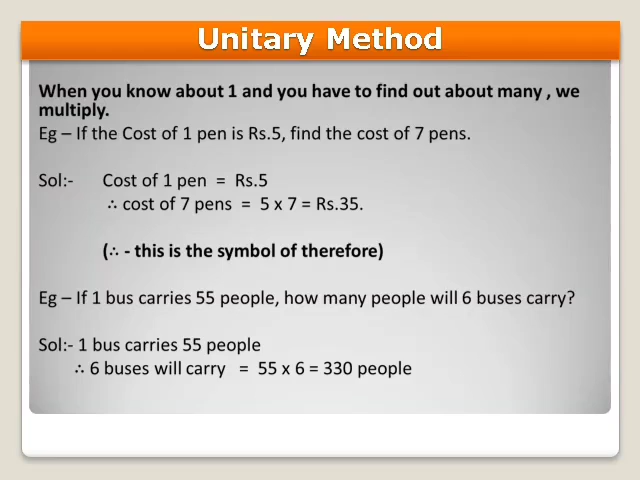 Unitary Method
When you know about 1 and you have to find out about many , we
multiply.
Eg – If the Cost of 1 pen is Rs.5, find the cost of 7 pens.
Sol:- Cost of 1 pen = Rs.5
∴ cost of 7 pens = 5 x 7 = Rs.35.
(∴ - this is the symbol of therefore)
Eg – If 1 bus carries 55 people, how many people will 6 buses carry?
Sol:- 1 bus carries 55 people
∴ 6 buses will carry = 55 x 6 = 330 people